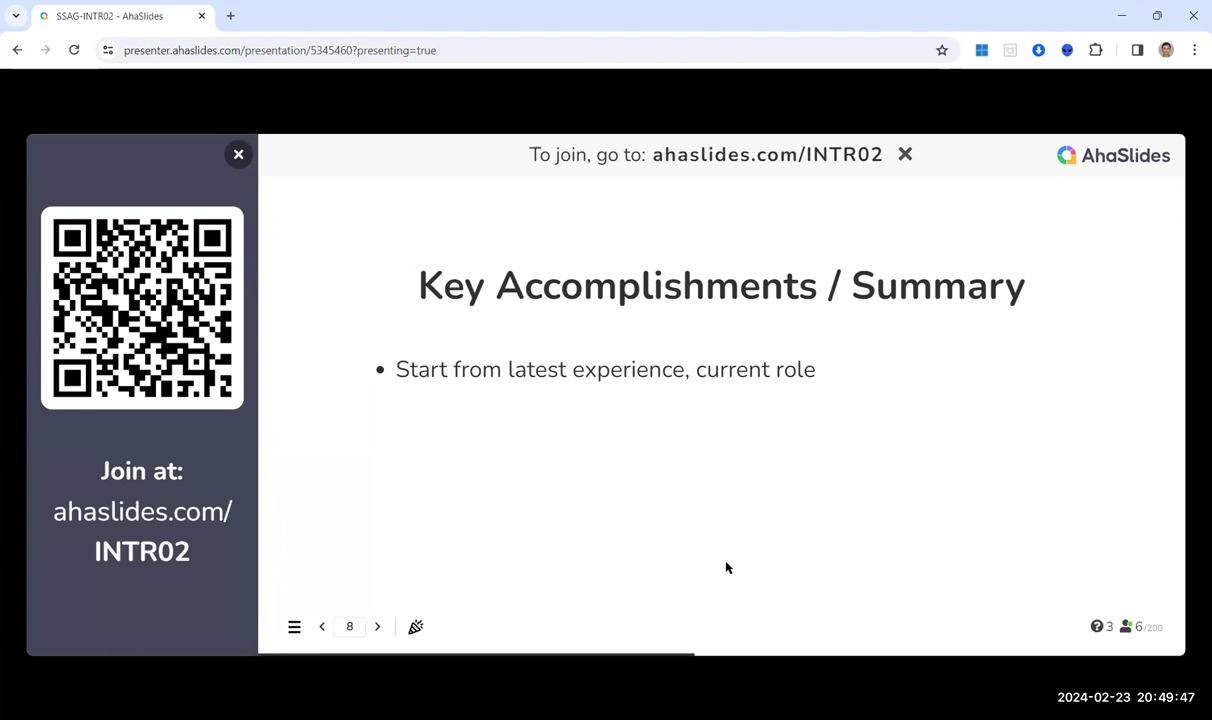 SSAG-INTR02 - AhaSlides
presenter.ahaslides.com/presentation/5345460?presenting=true
To join, go to: ahaslides.com/INTR02
AhaSlides
Key Accomplishments / Summary
• Start from latest experience, current role
Join at:
ahaslides.com/
INTR02
8
3 6/200
2024-02-23 20:49:47